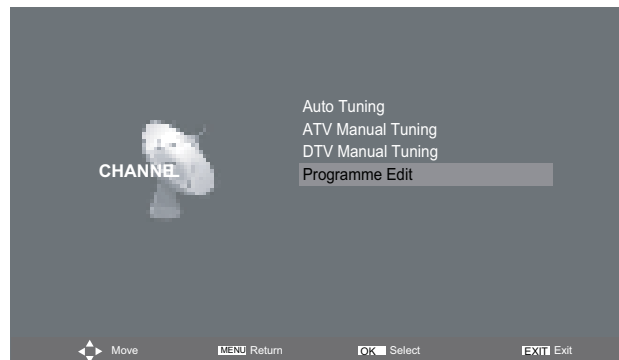 Auto Tuning
ATV Manual Tuning
DTV Manual Tuning
CHANNEL
Programme Edit
Move MENU Return OK Select EXIT Exit